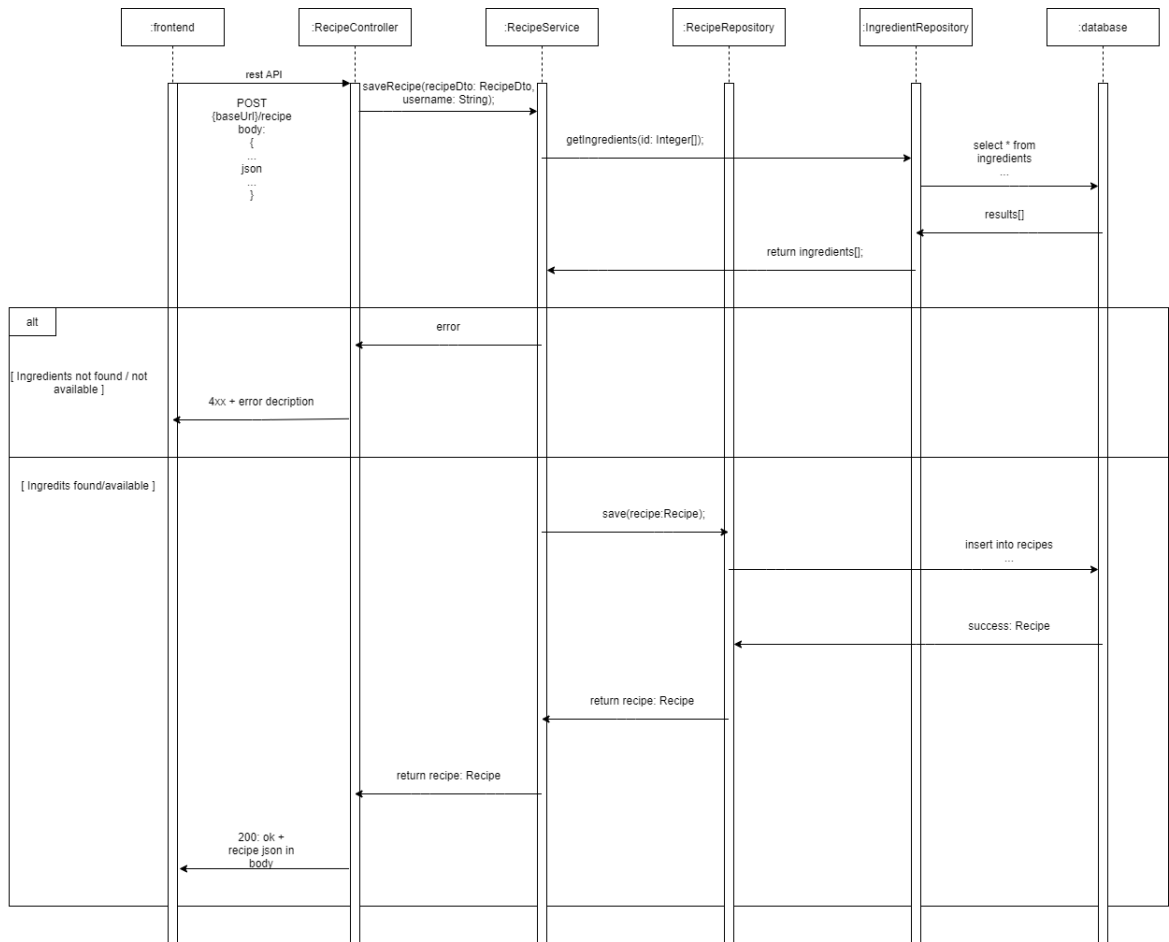 :frontend
:RecipeController
:RecipeService
:RecipeRepository
:IngredientRepository
:database
rest API
saveRecipe(recipeDto: RecipeDto,
username: String);
POST
{baseUrl}/recipe
body:
{
...
json
...
}
getIngredients(id: Integer[]);
select * from
ingredients
...
results[]
return ingredients[];
alt
error
[ Ingredients not found / not
available ]
4xx + error decription
[ Ingredits found/available ]
save(recipe:Recipe);
insert into recipes
...
success: Recipe
return recipe: Recipe
return recipe: Recipe
200: ok +
recipe json in
body